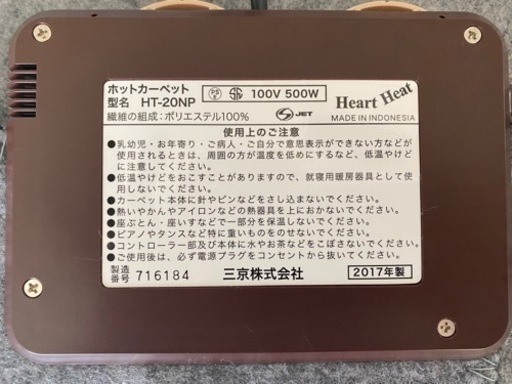 ホットカーペット
型名 HT-20NP
PS E
100V 500W
Heart Heat
繊維の組成：ポリエステル100%
JET
MADE IN INDONESIA
使用上のご注意
●乳幼児・お年寄り・ご病人・ご自分で意思表示ができない方などが
使用されるときは、周囲の方が温度を低めにするなど、低温やけど
に注意してください。
●低温やけどをおこすことがありますので、就寝用暖房器具として使
用しないでください。
●カーペット本体に針やピンなどをさし込まないでください。
●熱いやかんやアイロンなどの熱器具を上におかないでください。
●座ぶとん・座いすなどで一部分を保温しないでください。
●ピアノやタンスなど特に重いものをのせないでください。
●コントローラー部及び本体に水やお茶などをこぼさないでください。
●ご使用後は、必ず電源プラグをコンセントから抜いてください。
製造番号 716184
三京株式会社
2017年製